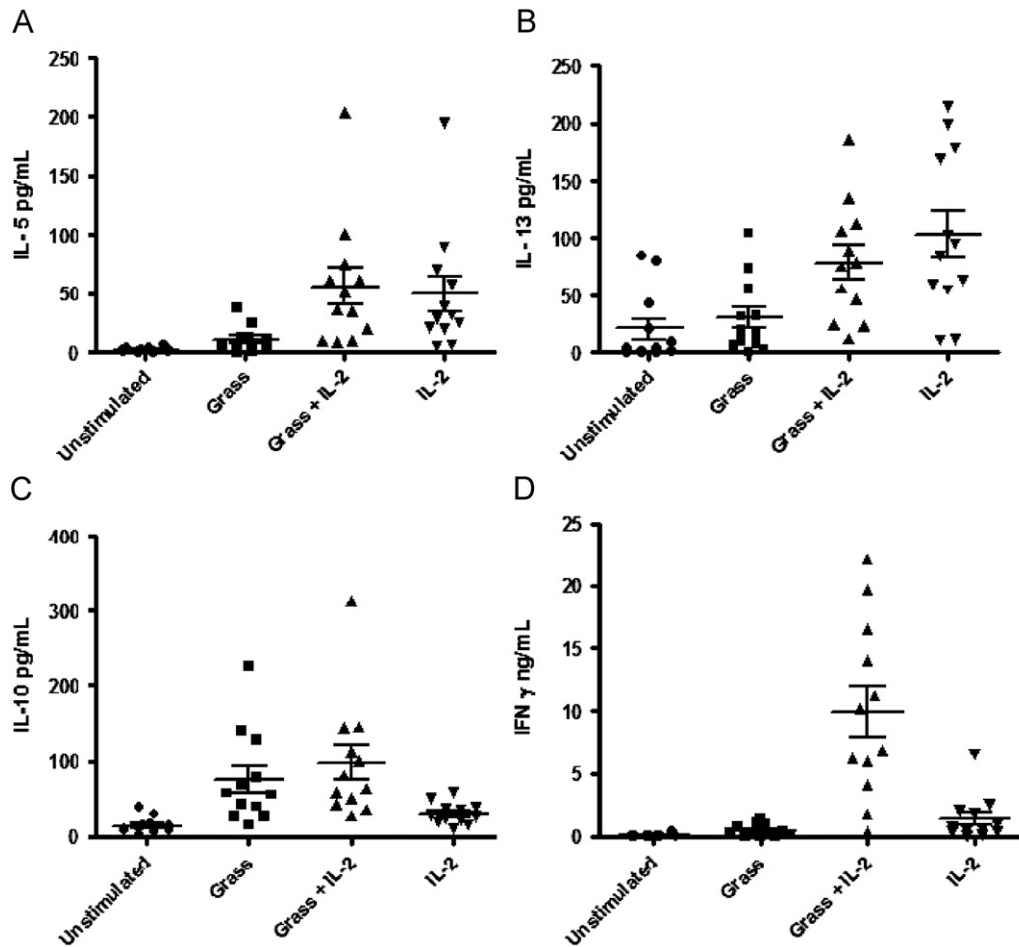 A
IL- 5 pg/mL
250
200
150
100
50
0
Unstimulated
Grass
Grass + IL-2
IL-2
B
IL- 13 pg/mL
250
200
150
100
50
0
Unstimulated
Grass
Grass + IL-2
IL-2
C
IL-10 pg/mL
400
300
200
100
0
Unstimulated
Grass
Grass + IL-2
IL-2
D
IFN γ ng/mL
25
20
15
10
5
0
Unstimulated
Grass
Grass + IL-2
IL-2